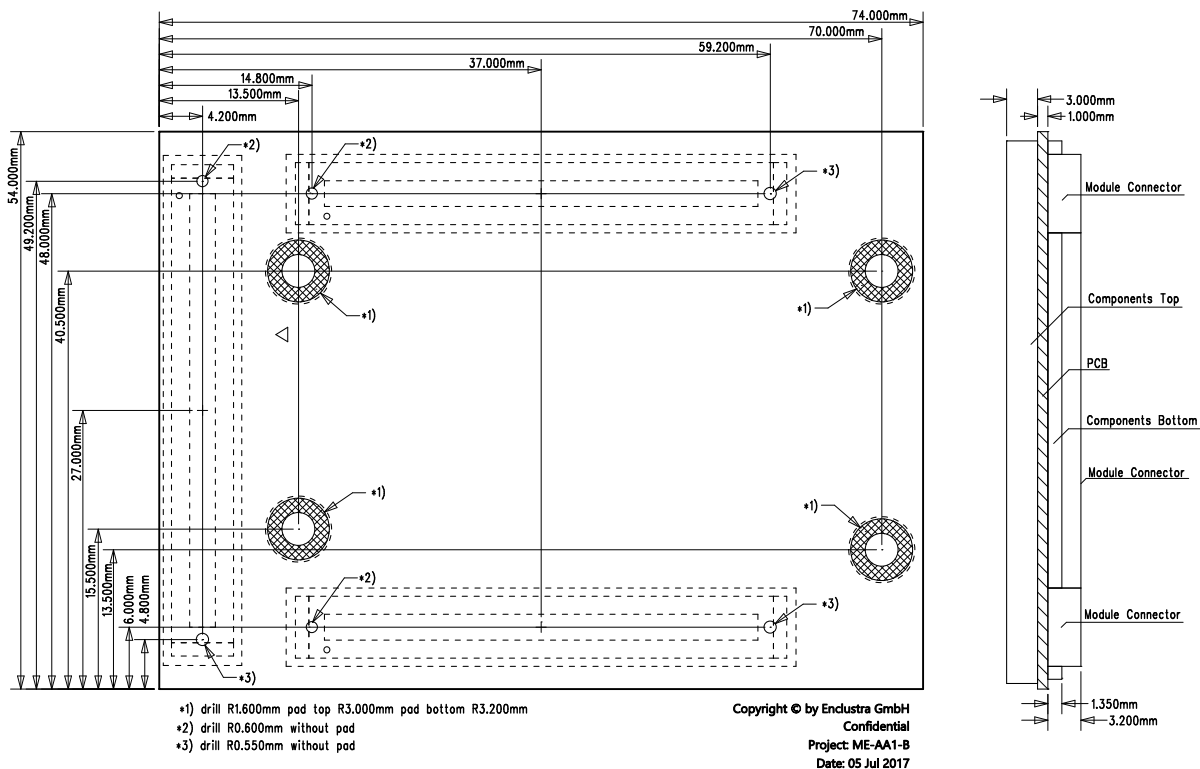 74.000mm
70.000mm
59.200mm
37.000mm
14.800mm
13.500mm
4.200mm
3.000mm
1.000mm
*2)
*2)
*3)
54.000mm
49.200mm
48.000mm
40.500mm
27.000mm
15.500mm
13.500mm
6.000mm
4.800mm
*1)
*1)
*1)
*1)
*2)
*3)
*3)
Module Connector
Components Top
PCB
Components Bottom
Module Connector
Module Connector
1.350mm
3.200mm
*1) drill R1.600mm pad top R3.000mm pad bottom R3.200mm
*2) drill R0.600mm without pad
*3) drill R0.550mm without pad
Copyright © by Enclustra GmbH
Confidential
Project: ME-AA1-B
Date: 05 Jul 2017